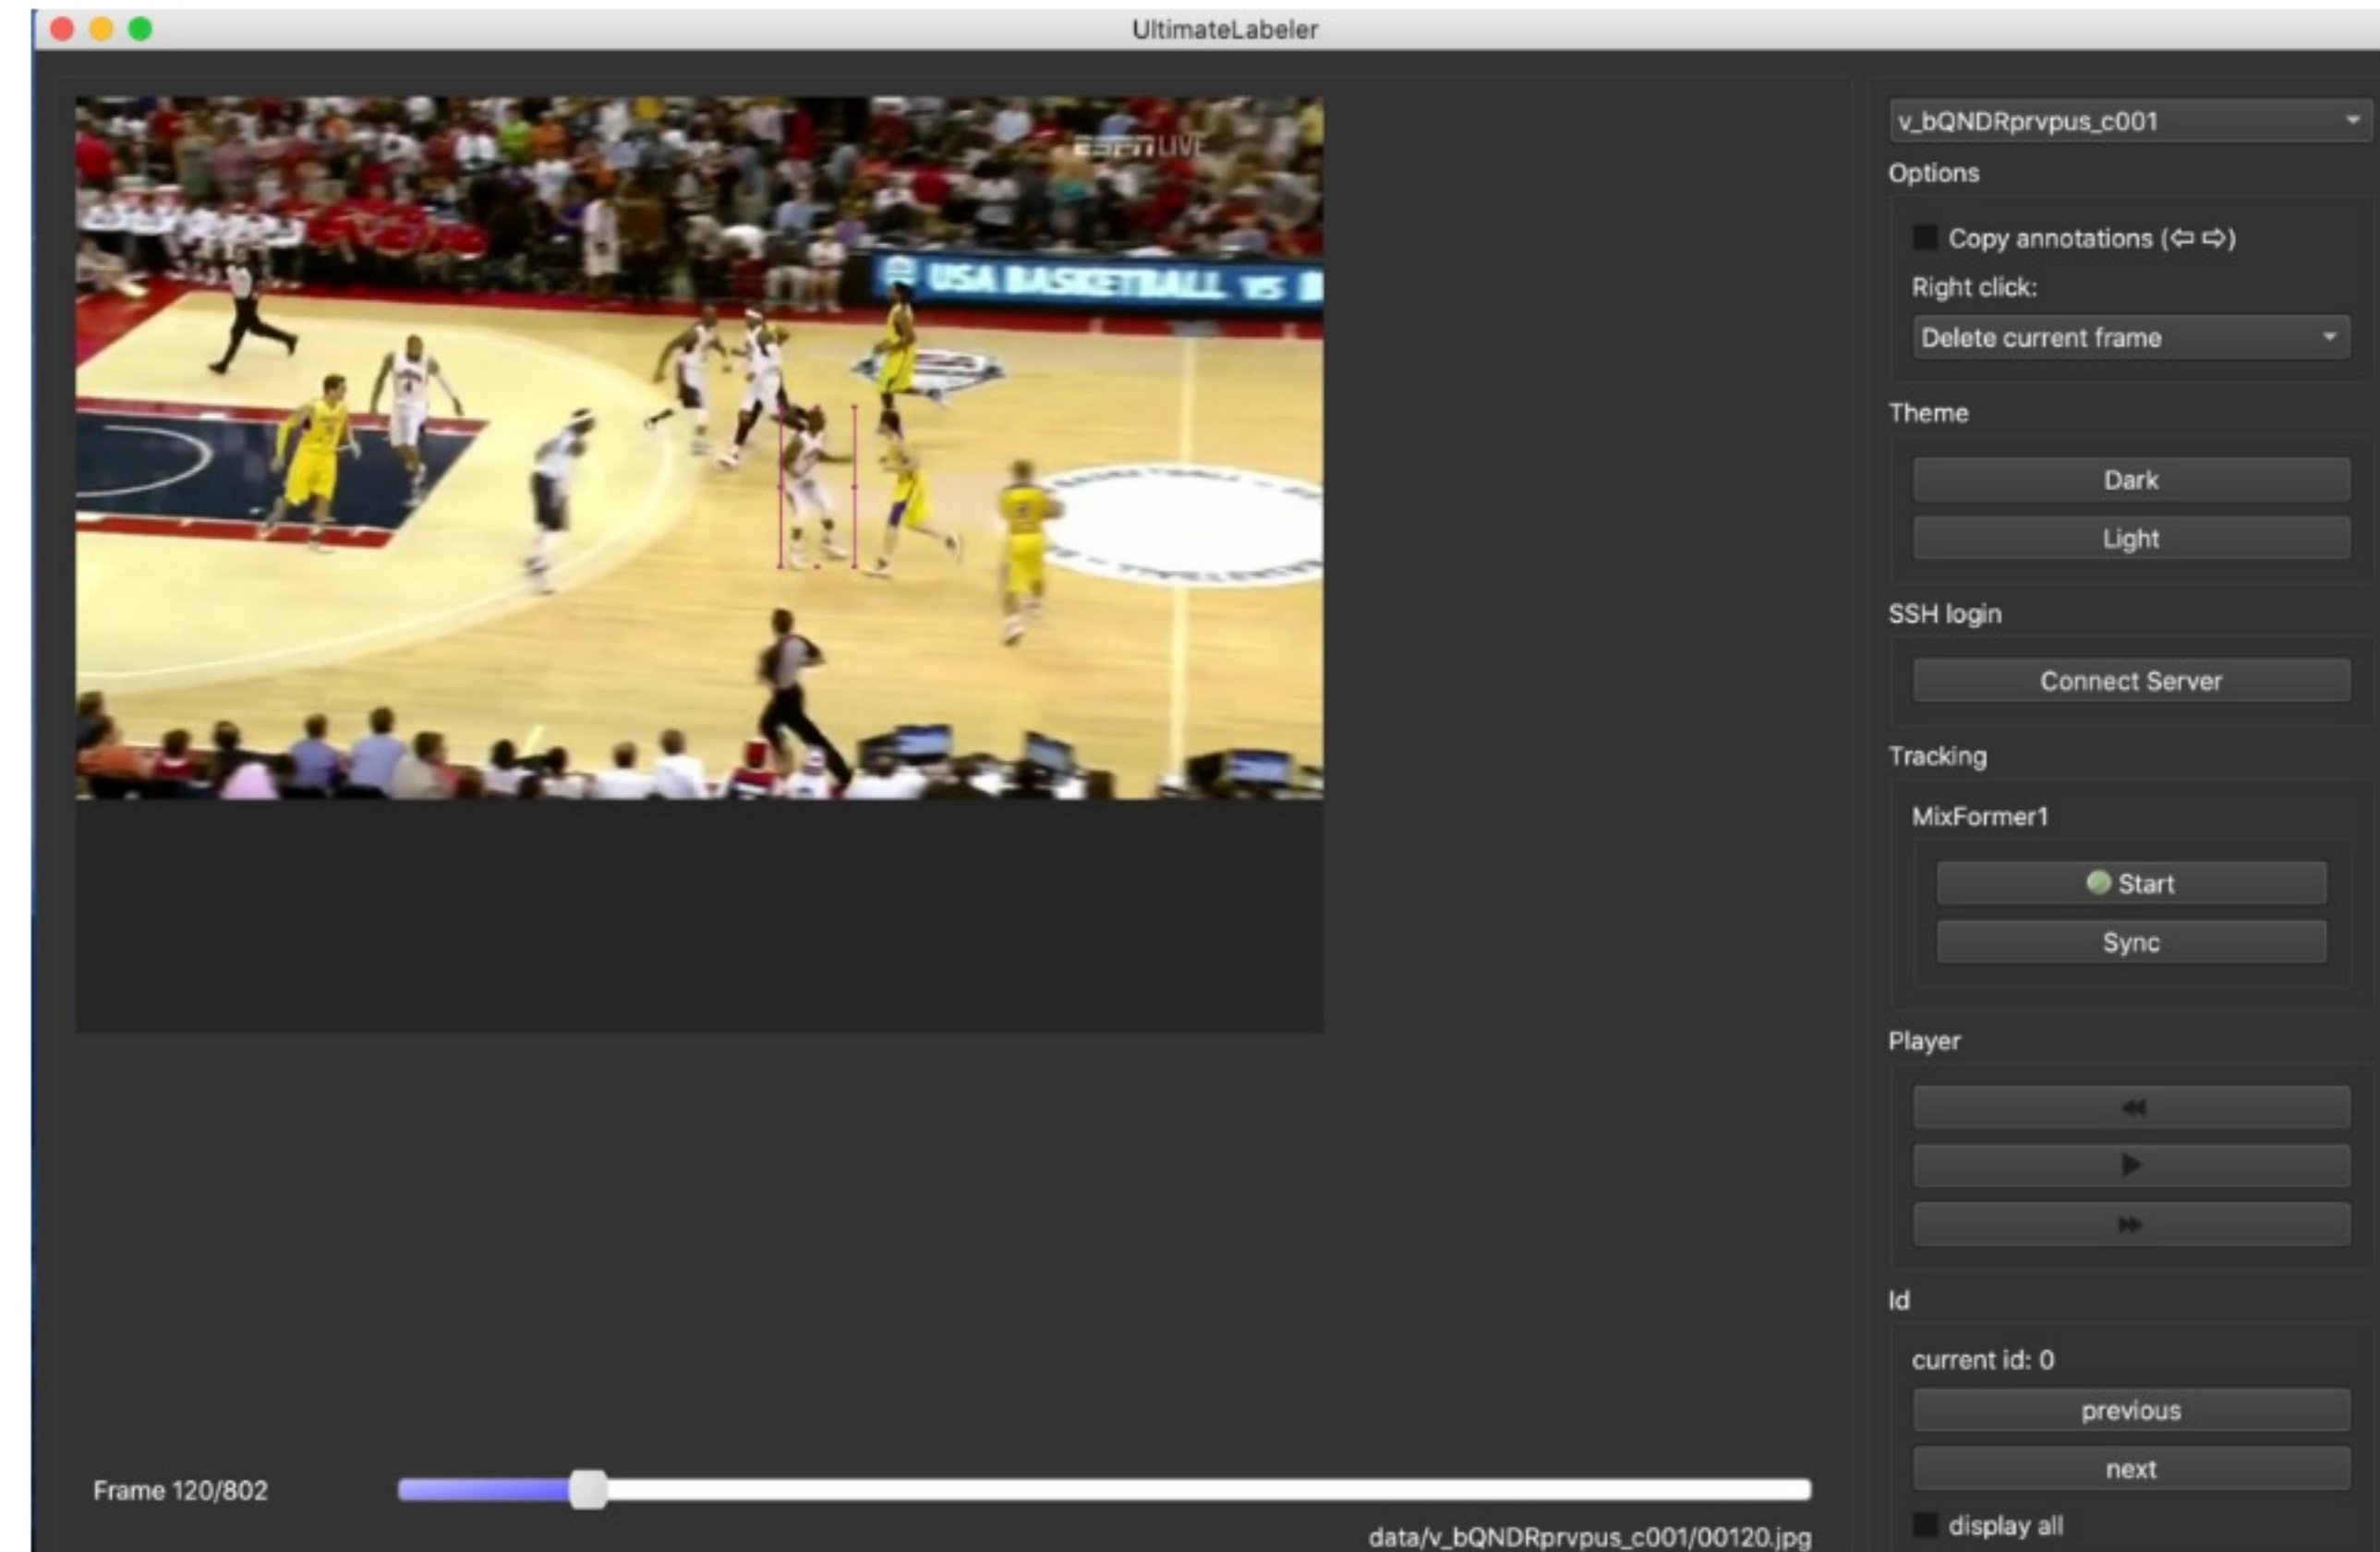 UltimateLabeler
ESPN LIVE
USA BASKETBALL VS
v_bQNDRprvpus_c001
Options
Copy annotations (⇦ ⇨)
Right click:
Delete current frame
Theme
Dark
Light
SSH login
Connect Server
Tracking
MixFormer1
Start
Sync
Player
Id
current id: 0
previous
next
display all
Frame 120/802
data/v_bQNDRprvpus_c001/00120.jpg